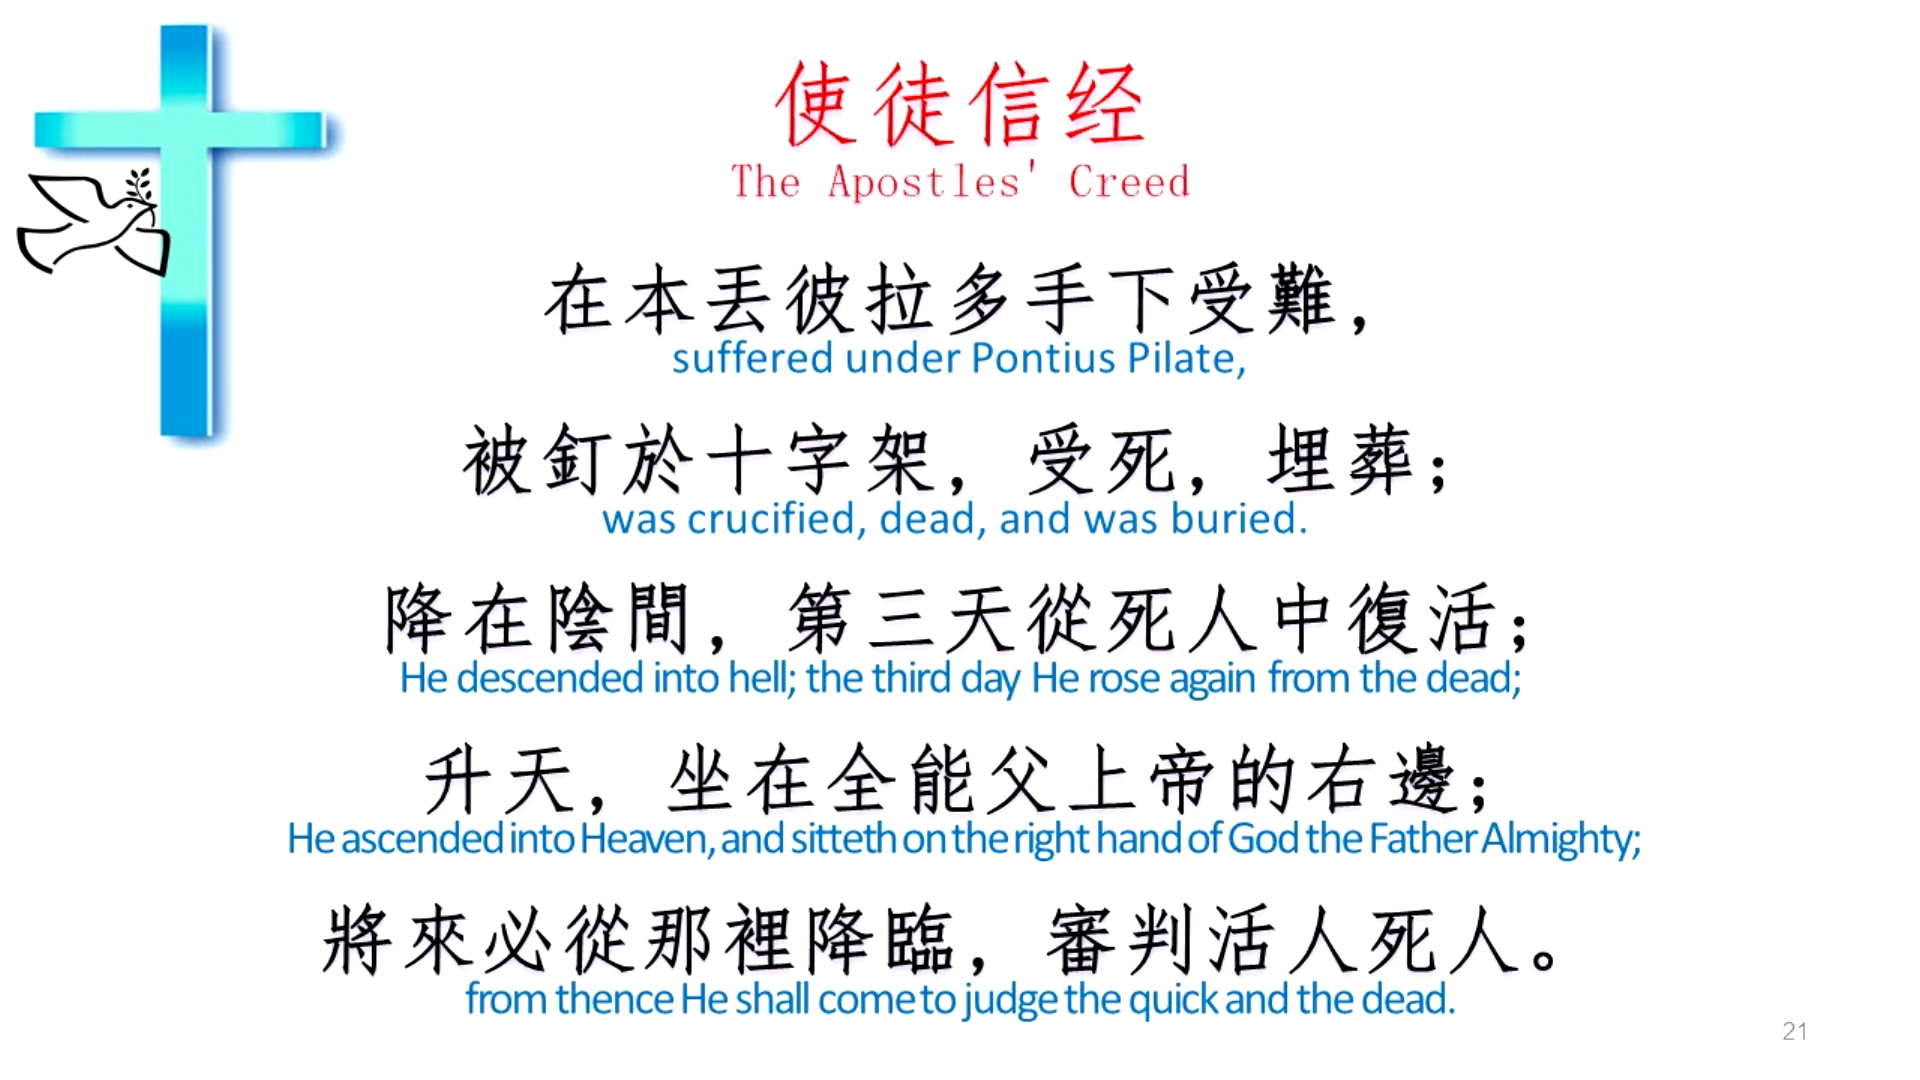 使徒信经
The Apostles' Creed
在本丟彼拉多手下受難，
suffered under Pontius Pilate,
被釘於十字架，受死，埋葬；
was crucified, dead, and was buried.
降在陰間，第三天從死人中復活；
He descended into hell; the third day He rose again from the dead;
升天，坐在全能父上帝的右邊；
He ascended into Heaven, and sitteth on the right hand of God the Father Almighty;
將來必從那裡降臨，審判活人死人。
from thence He shall come to judge the quick and the dead.
21